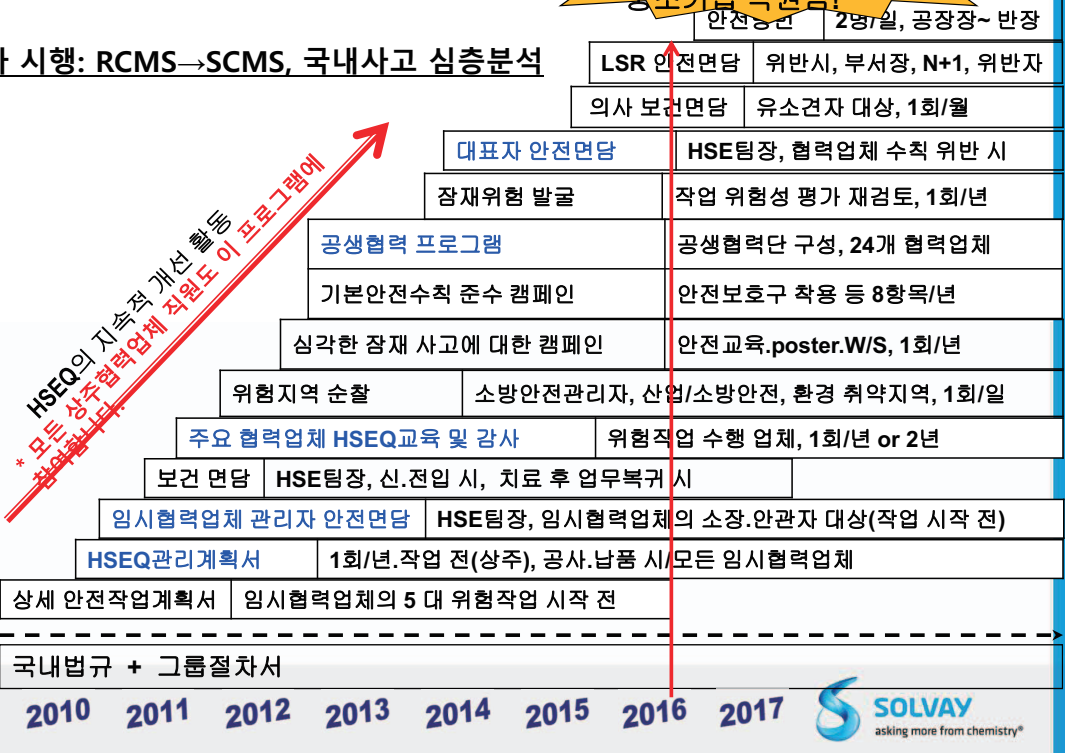 중소기업 직원임!
안전당번 2명/일, 공장장~ 반장
시행: RCMS→SCMS, 국내사고 심층분석
LSR 안전면담 위반시, 부서장, N+1, 위반자
의사 보건면담 유소견자 대상, 1회/월
대표자 안전면담 HSE팀장, 협력업체 수칙 위반 시
잠재위험 발굴 작업 위험성 평가 재검토, 1회/년
공생협력 프로그램 공생협력단 구성, 24개 협력업체
기본안전수칙 준수 캠페인 안전보호구 착용 등 8항목/년
심각한 잠재 사고에 대한 캠페인 안전교육.poster.W/S, 1회/년
HSEQ의 지속적 개선 활동
* 모든 상주협력업체 직원도 이 프로그램에
참여합니다.
위험지역 순찰 소방안전관리자, 산업/소방안전, 환경 취약지역, 1회/일
주요 협력업체 HSEQ교육 및 감사 위험직업 수행 업체, 1회/년 or 2년
보건 면담 HSE팀장, 신.전입 시, 치료 후 업무복귀 시
임시협력업체 관리자 안전면담 HSE팀장, 임시협력업체의 소장.안관자 대상(작업 시작 전)
HSEQ관리계획서 1회/년.작업 전(상주), 공사.납품 시/모든 임시협력업체
상세 안전작업계획서 임시협력업체의 5 대 위험작업 시작 전
국내법규 + 그룹절차서
2010 2011 2012 2013 2014 2015 2016 2017
SOLVAY
asking more from chemistry®